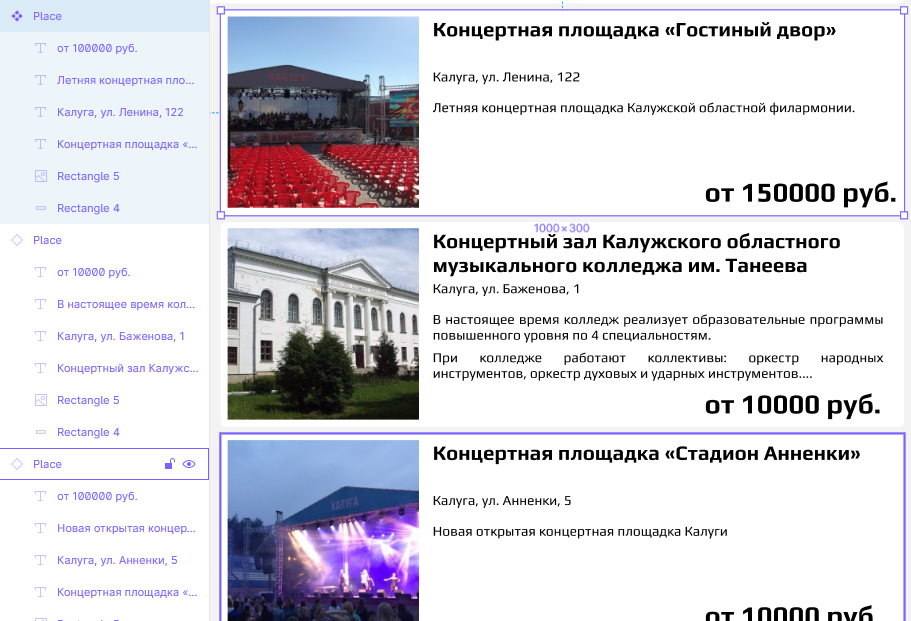 Place
от 100000 руб.
Летняя концертная пло...
Калуга, ул. Ленина, 122
Концертная площадка «...
Rectangle 5
Rectangle 4
Place
от 10000 руб.
В настоящее время кол...
Калуга, ул. Баженова, 1
Концертный зал Калужс...
Rectangle 5
Rectangle 4
Place
от 100000 руб.
Новая открытая концер...
Калуга, ул. Анненки, 5
Концертная площадка «...
Концертная площадка «Гостиный двор»
Калуга, ул. Ленина, 122
Летняя концертная площадка Калужской областной филармонии.
от 150000 руб.
1000×300
Концертный зал Калужского областного
музыкального колледжа им. Танеева
Калуга, ул. Баженова, 1
В настоящее время колледж реализует образовательные программы
повышенного уровня по 4 специальностям.
При колледже работают коллективы: оркестр народных
инструментов, оркестр духовых и ударных инструментов....
от 10000 руб.
КАЛУГА
Концертная площадка «Стадион Анненки»
Калуга, ул. Анненки, 5
Новая открытая концертная площадка Калуги
от 10000 руб.